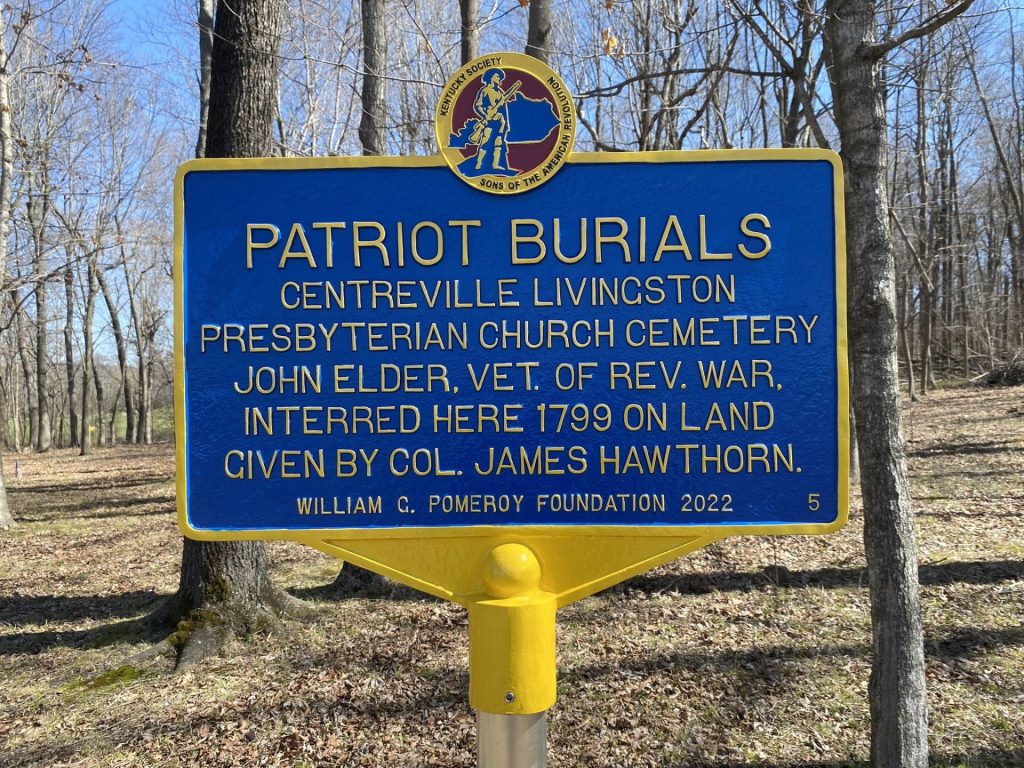 KENTUCKY SOCIETY
SONS OF THE AMERICAN REVOLUTION
PATRIOT BURIALS
CENTREVILLE LIVINGSTON
PRESBYTERIAN CHURCH CEMETERY
JOHN ELDER, VET. OF REV. WAR,
INTERRED HERE 1799 ON LAND
GIVEN BY COL. JAMES HAWTHORN.
WILLIAM G. POMEROY FOUNDATION 2022 5